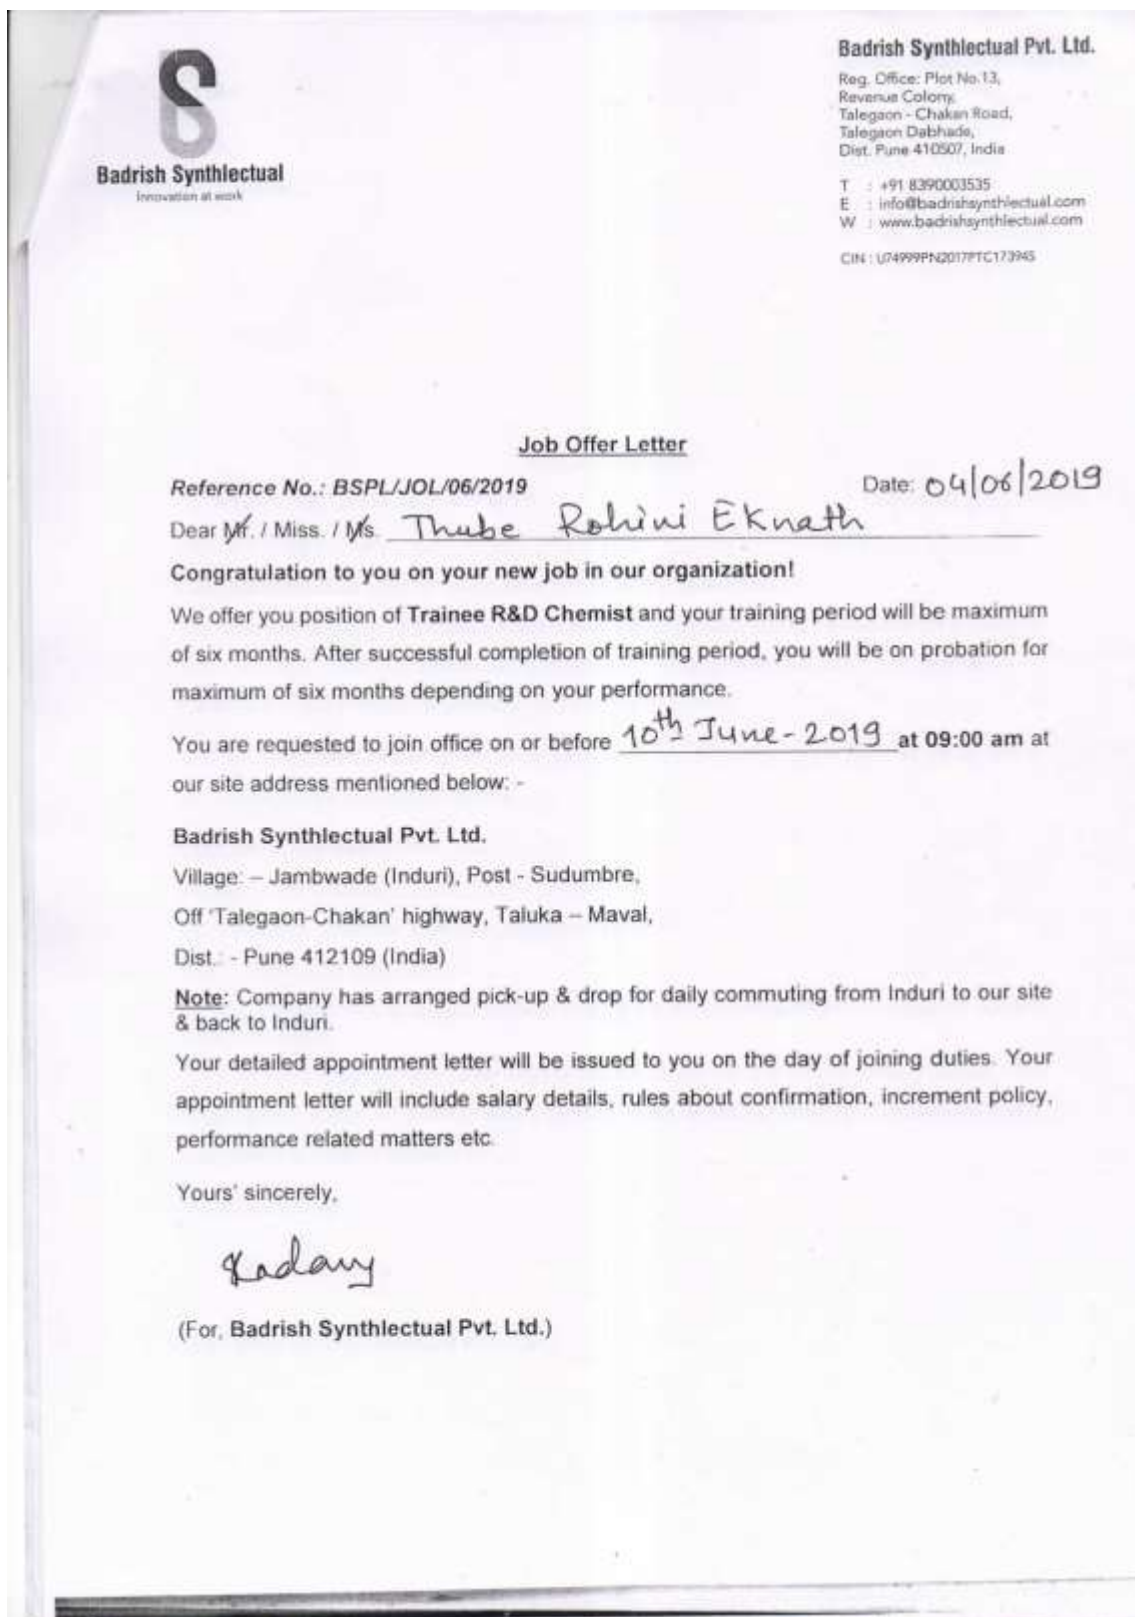 Badrish Synthlectual
innovation at work
Badrish Synthlectual Pvt. Ltd.
Reg. Office: Plot No.13,
Revenue Colony,
Talegaon - Chakan Road,
Talegaon Dabhade,
Dist. Pune 410507, India
T : +91 8390003535
E : info@badrishsynthlectual.com
W : www.badrishsynthlectual.com
CIN : U74999PN2017PTC173945
Job Offer Letter
Reference No.: BSPL/JOL/06/2019 Date: 04/06/2019
Dear Mr. / Miss. / Ms. Thube Rohini Eknath
Congratulation to you on your new job in our organization!
We offer you position of Trainee R&D Chemist and your training period will be maximum
of six months. After successful completion of training period, you will be on probation for
maximum of six months depending on your performance.
You are requested to join office on or before 10th June - 2019 at 09:00 am at
our site address mentioned below: -
Badrish Synthlectual Pvt. Ltd.
Village: – Jambwade (Induri), Post - Sudumbre,
Off 'Talegaon-Chakan' highway, Taluka – Maval,
Dist.: - Pune 412109 (India)
Note: Company has arranged pick-up & drop for daily commuting from Induri to our site
& back to Induri.
Your detailed appointment letter will be issued to you on the day of joining duties. Your
appointment letter will include salary details, rules about confirmation, increment policy,
performance related matters etc.
Yours' sincerely,
(For, Badrish Synthlectual Pvt. Ltd.)